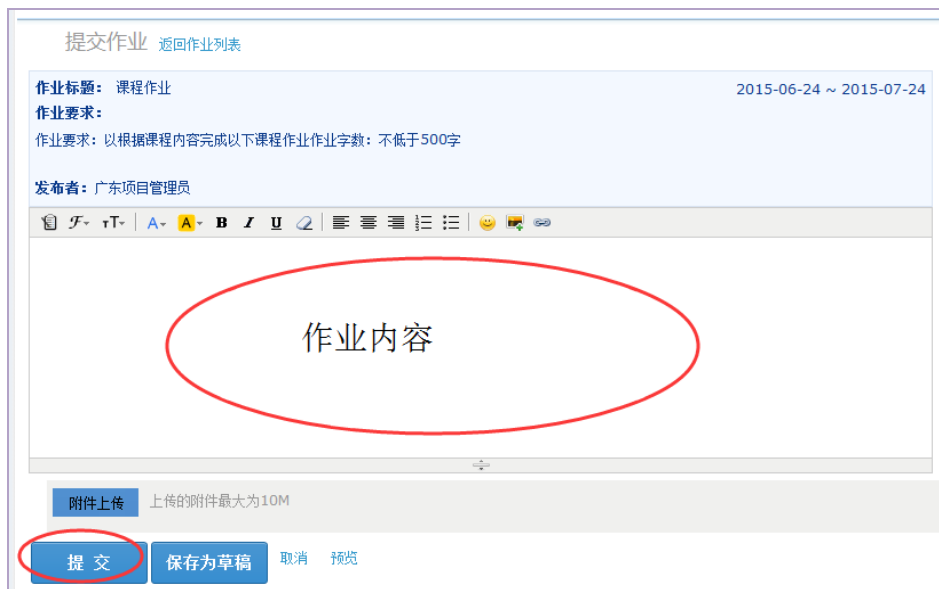 提交作业 返回作业列表
作业标题： 课程作业 2015-06-24 ~ 2015-07-24
作业要求：
作业要求：以根据课程内容完成以下课程作业作业字数：不低于500字
发布者：广东项目管理员
F TT A A B I U
作业内容
附件上传 上传的附件最大为10M
提 交 保存为草稿 取消 预览